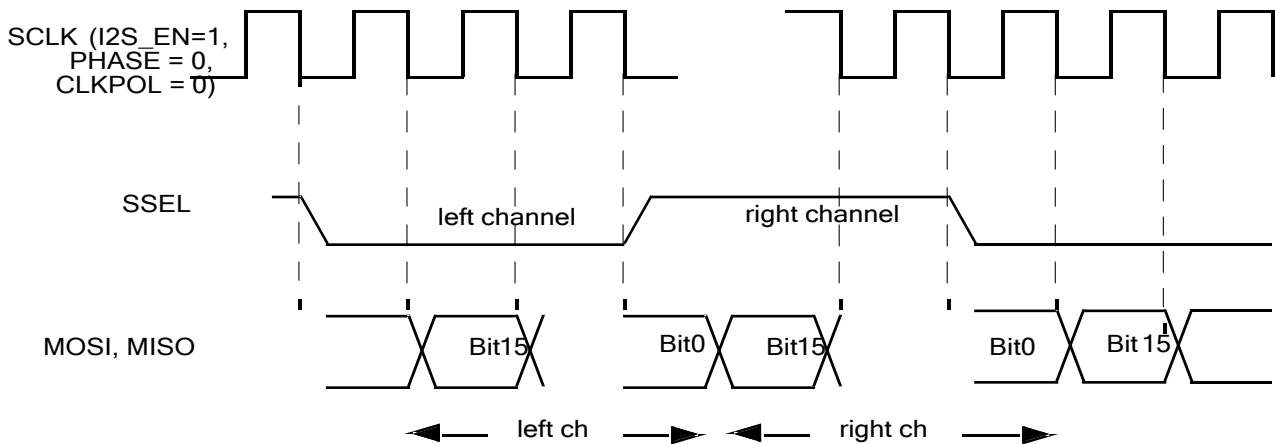 SCLK (I2S_EN=1,
PHASE = 0,
CLKPOL = 0)
SSEL
left channel
right channel
MOSI, MISO
Bit15
Bit0
Bit15
Bit0
Bit 15
left ch
right ch